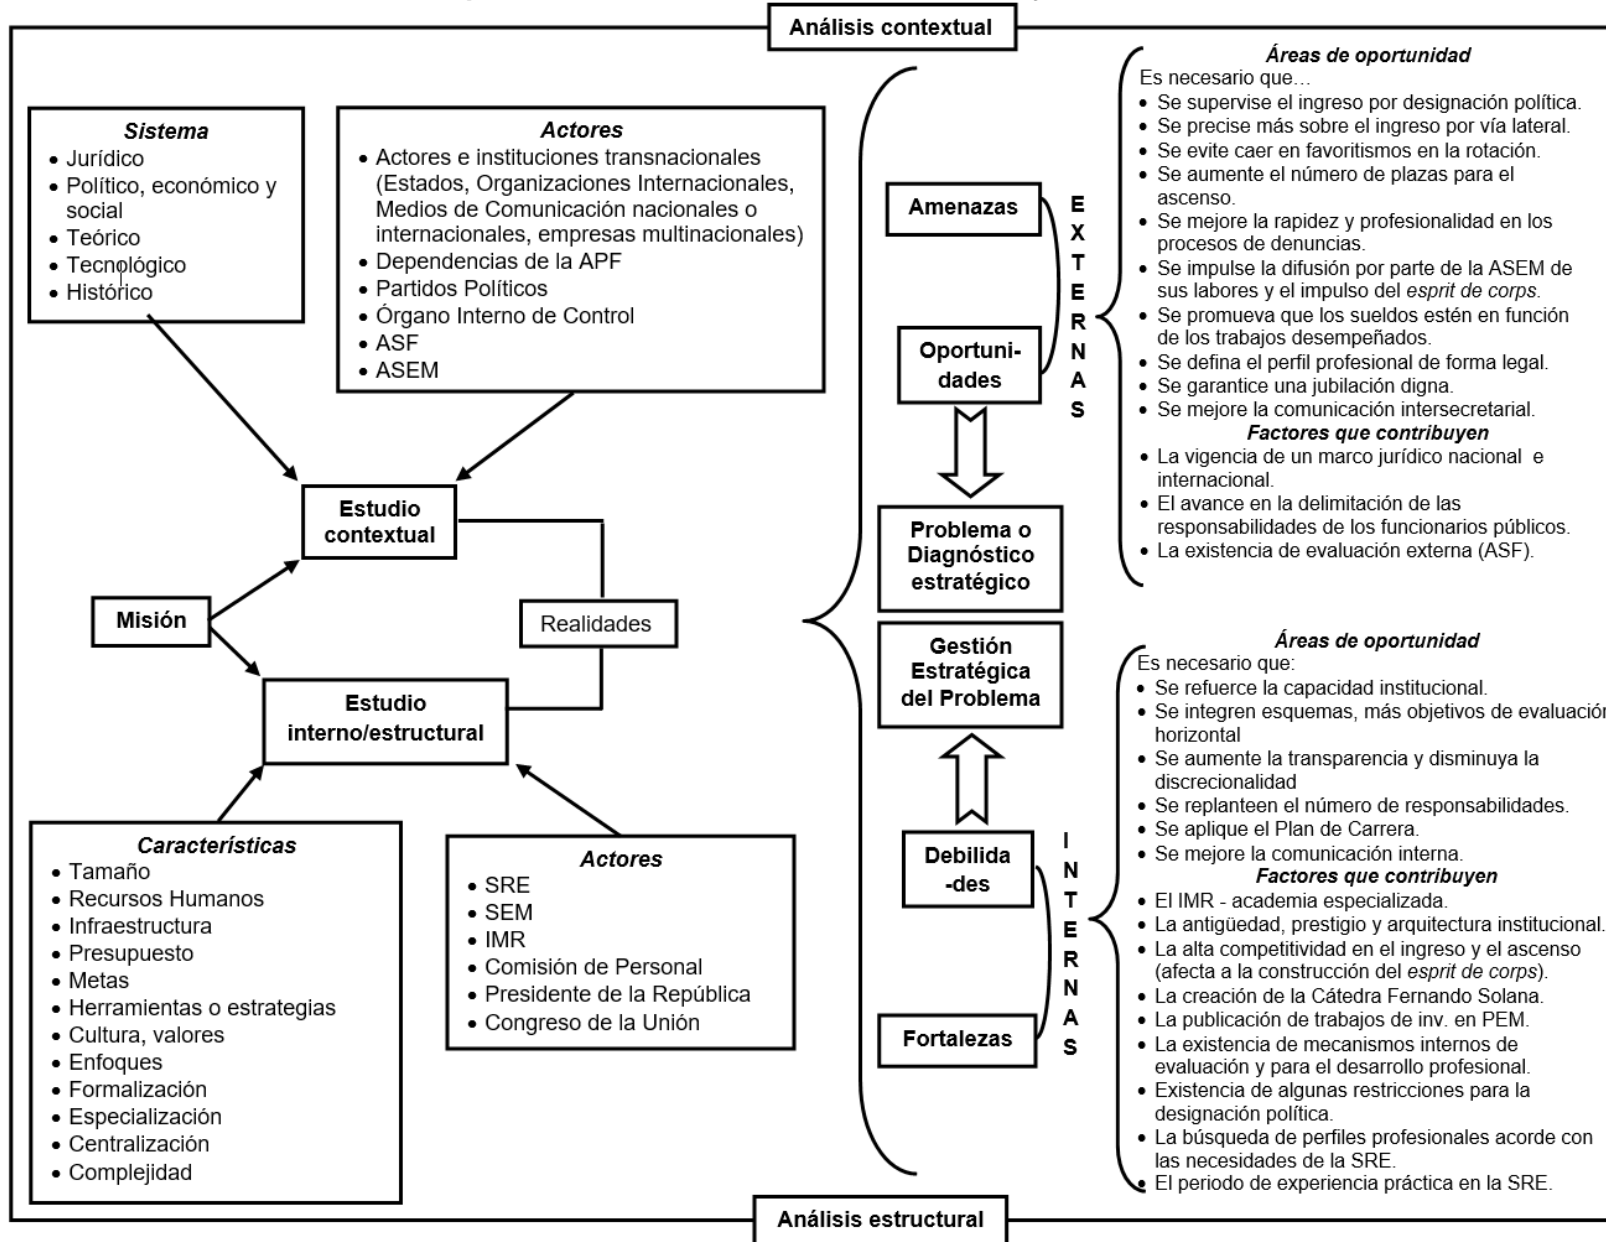 Análisis contextual
Sistema
• Jurídico
• Político, económico y
social
• Teórico
• Tecnológico
• Histórico
Actores
• Actores e instituciones transnacionales
(Estados, Organizaciones Internacionales,
Medios de Comunicación nacionales o
internacionales, empresas multinacionales)
• Dependencias de la APF
• Partidos Políticos
• Órgano Interno de Control
• ASF
• ASEM
Estudio
contextual
Misión
Realidades
Estudio
interno/estructural
Características
• Tamaño
• Recursos Humanos
• Infraestructura
• Presupuesto
• Metas
• Herramientas o estrategias
• Cultura, valores
• Enfoques
• Formalización
• Especialización
• Centralización
• Complejidad
Actores
• SRE
• SEM
• IMR
• Comisión de Personal
• Presidente de la República
• Congreso de la Unión
Amenazas
Oportuni-
dades
EXTERNAS
Problema o
Diagnóstico
estratégico
Gestión
Estratégica
del Problema
Debilida
-des
Fortalezas
INTERNAS
Áreas de oportunidad
Es necesario que…
• Se supervise el ingreso por designación política.
• Se precise más sobre el ingreso por vía lateral.
• Se evite caer en favoritismos en la rotación.
• Se aumente el número de plazas para el
ascenso.
• Se mejore la rapidez y profesionalidad en los
procesos de denuncias.
• Se impulse la difusión por parte de la ASEM de
sus labores y el impulso del esprit de corps.
• Se promueva que los sueldos estén en función
de los trabajos desempeñados.
• Se defina el perfil profesional de forma legal.
• Se garantice una jubilación digna.
• Se mejore la comunicación intersecretarial.
Factores que contribuyen
• La vigencia de un marco jurídico nacional e
internacional.
• El avance en la delimitación de las
responsabilidades de los funcionarios públicos.
• La existencia de evaluación externa (ASF).
Áreas de oportunidad
Es necesario que:
• Se refuerce la capacidad institucional.
• Se integren esquemas, más objetivos de evaluación
horizontal
• Se aumente la transparencia y disminuya la
discrecionalidad
• Se replanteen el número de responsabilidades.
• Se aplique el Plan de Carrera.
• Se mejore la comunicación interna.
Factores que contribuyen
• El IMR - academia especializada.
• La antigüedad, prestigio y arquitectura institucional.
• La alta competitividad en el ingreso y el ascenso
(afecta a la construcción del esprit de corps).
• La creación de la Cátedra Fernando Solana.
• La publicación de trabajos de inv. en PEM.
• La existencia de mecanismos internos de
evaluación y para el desarrollo profesional.
• Existencia de algunas restricciones para la
designación política.
• La búsqueda de perfiles profesionales acorde con
las necesidades de la SRE.
• El periodo de experiencia práctica en la SRE.
Análisis estructural